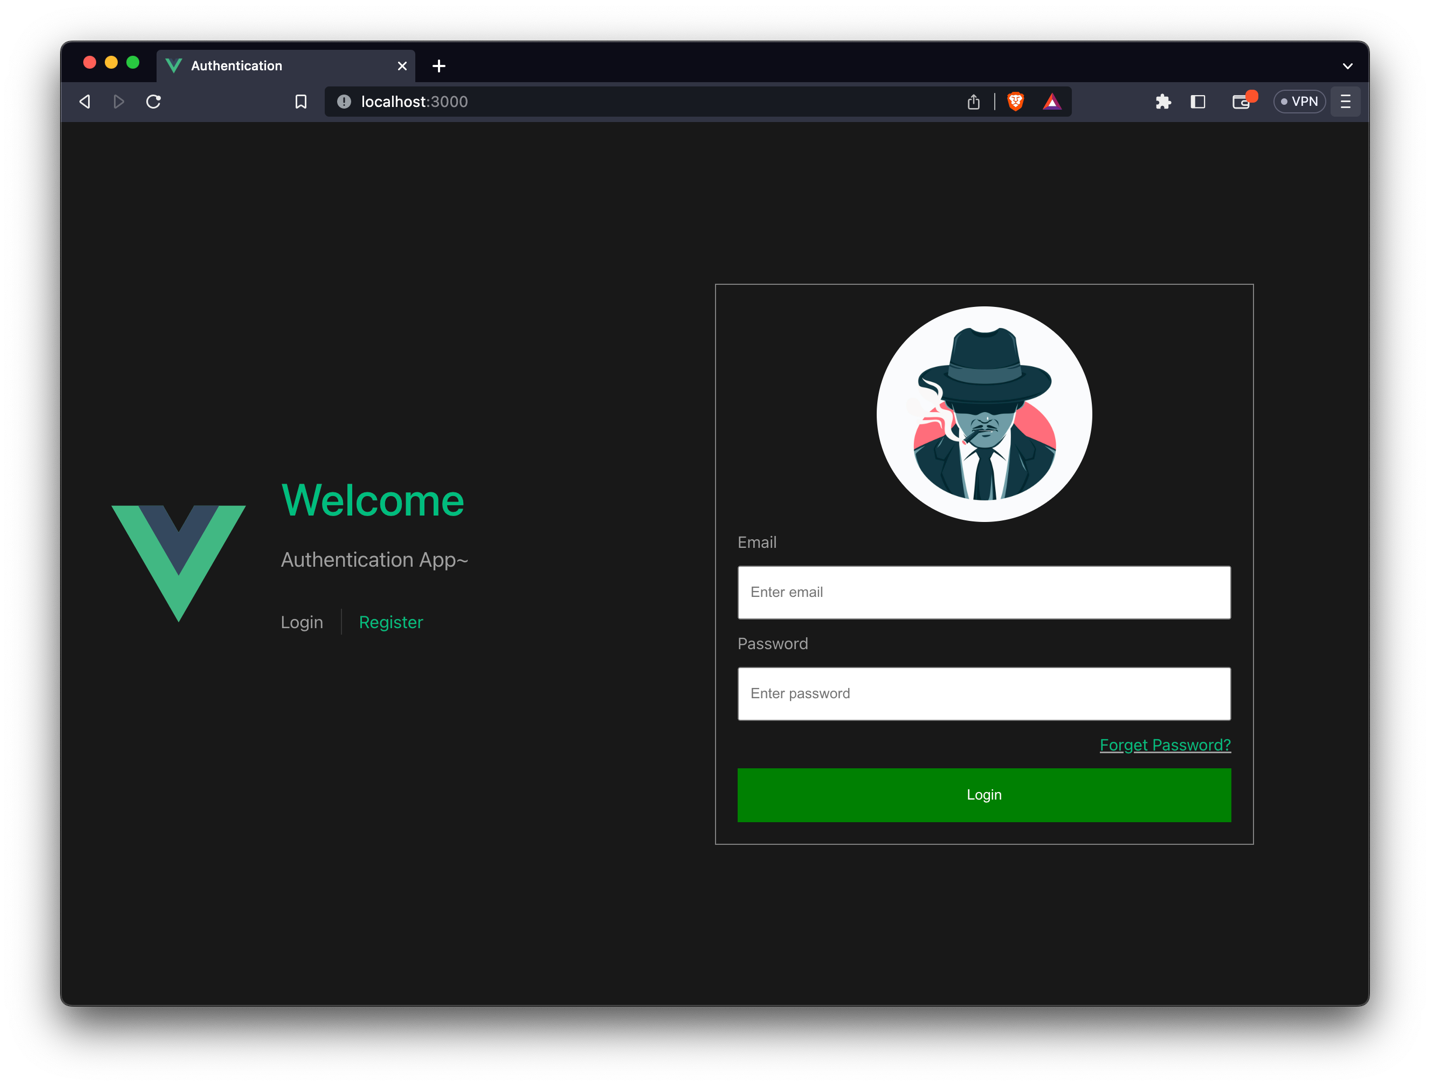 Authentication
localhost:3000
VPN
Welcome
Authentication App~
Login
Register
Email
Enter email
Password
Enter password
Forget Password?
Login